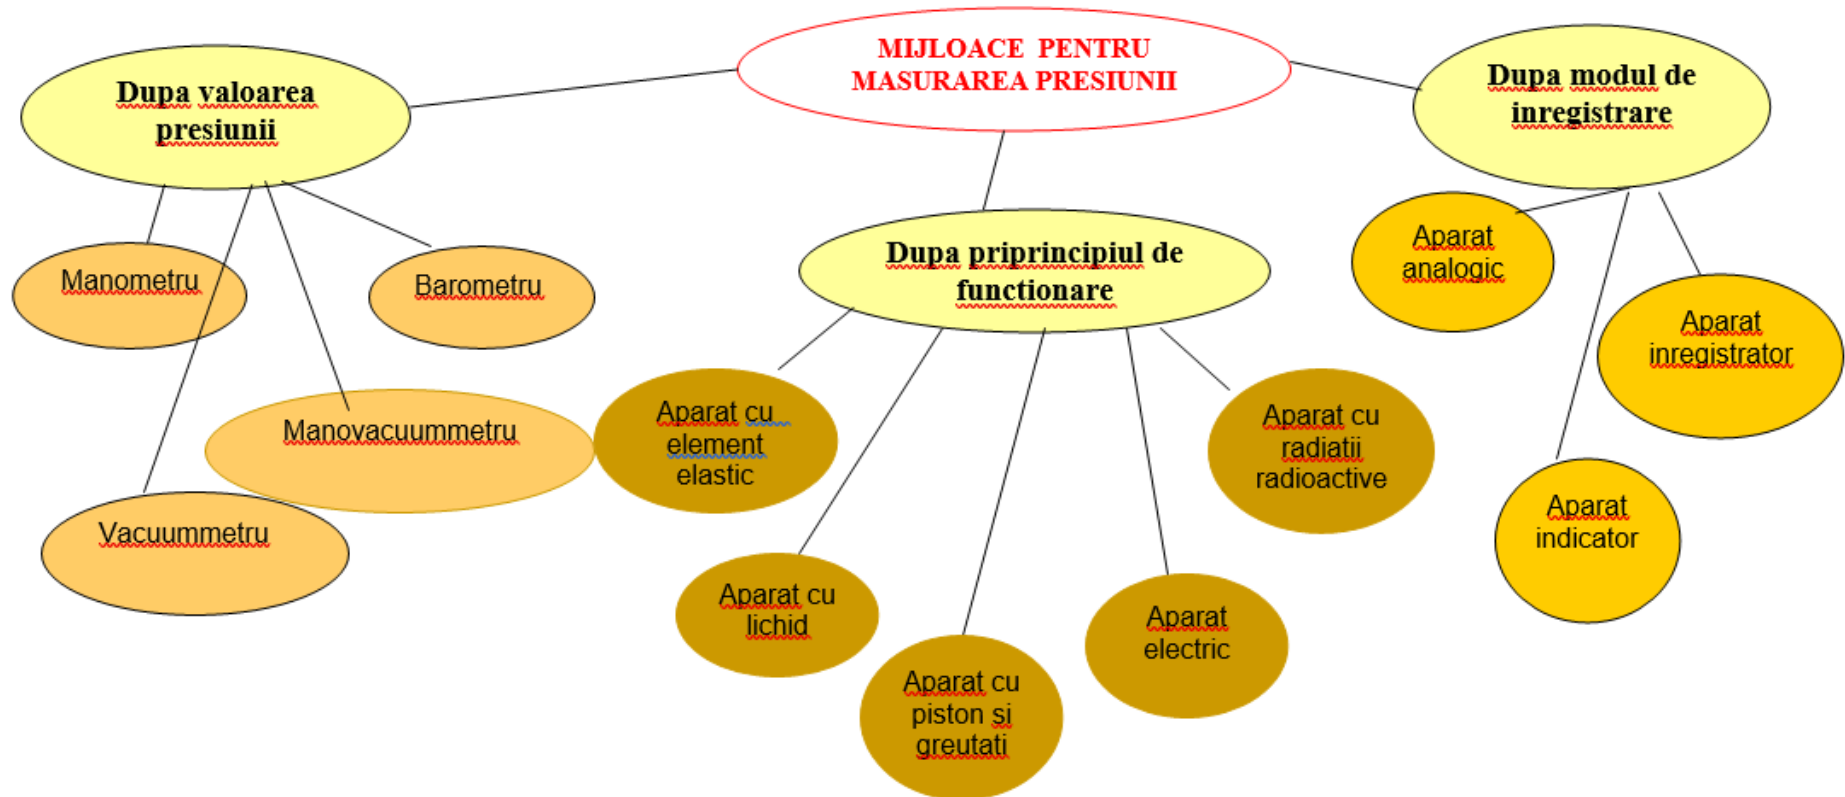 MIJLOACE PENTRU
MASURAREA PRESIUNII
Dupa valoarea
presiunii
Manometru
Barometru
Manovacuummetru
Vacuummetru
Dupa priprincipiul de
functionare
Aparat cu
element
elastic
Aparat cu
lichid
Aparat cu
piston si
greutati
Aparat
electric
Aparat cu
radiatii
radioactive
Dupa modul de
inregistrare
Aparat
analogic
Aparat
indicator
Aparat
inregistrator